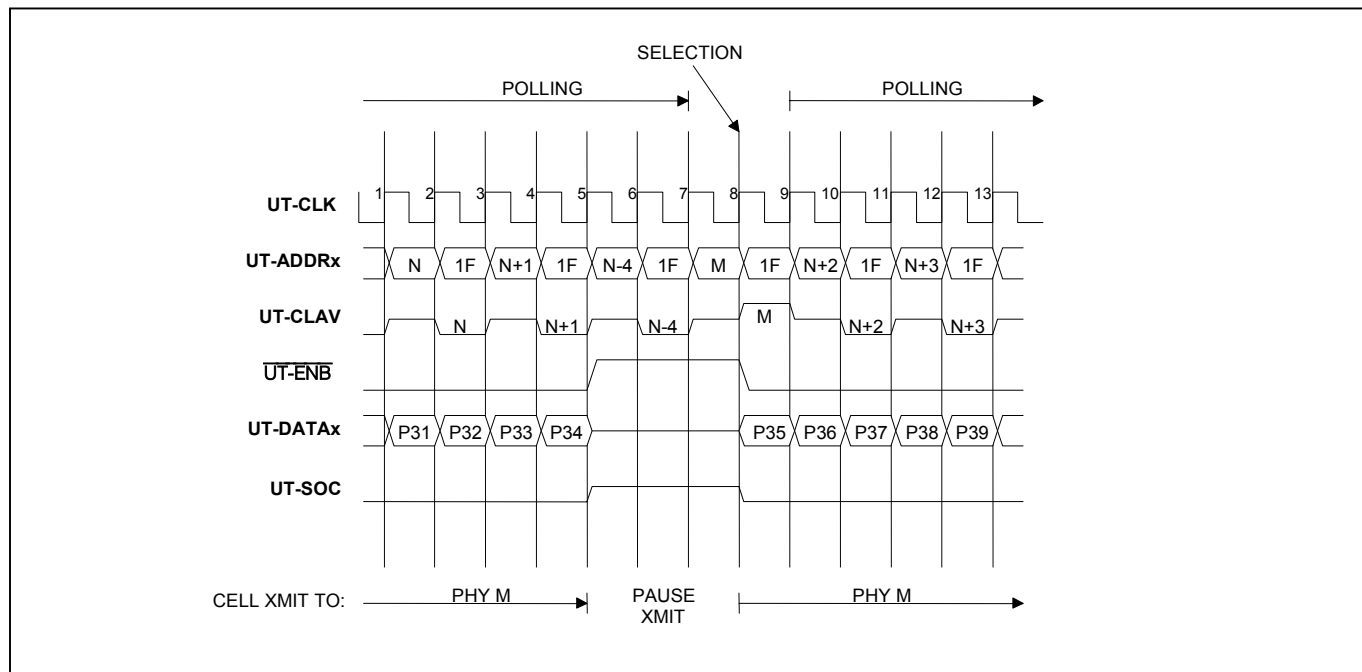 SELECTION
POLLING POLLING
UT-CLK 1 2 3 4 5 6 7 8 9 10 11 12 13
UT-ADDRx N 1F N+1 1F N-4 1F M 1F N+2 1F N+3 1F
UT-CLAV N N+1 N-4 M N+2 N+3
UT-ENB
UT-DATAx P31 P32 P33 P34 P35 P36 P37 P38 P39
UT-SOC
CELL XMIT TO: PHY M PAUSE XMIT PHY M